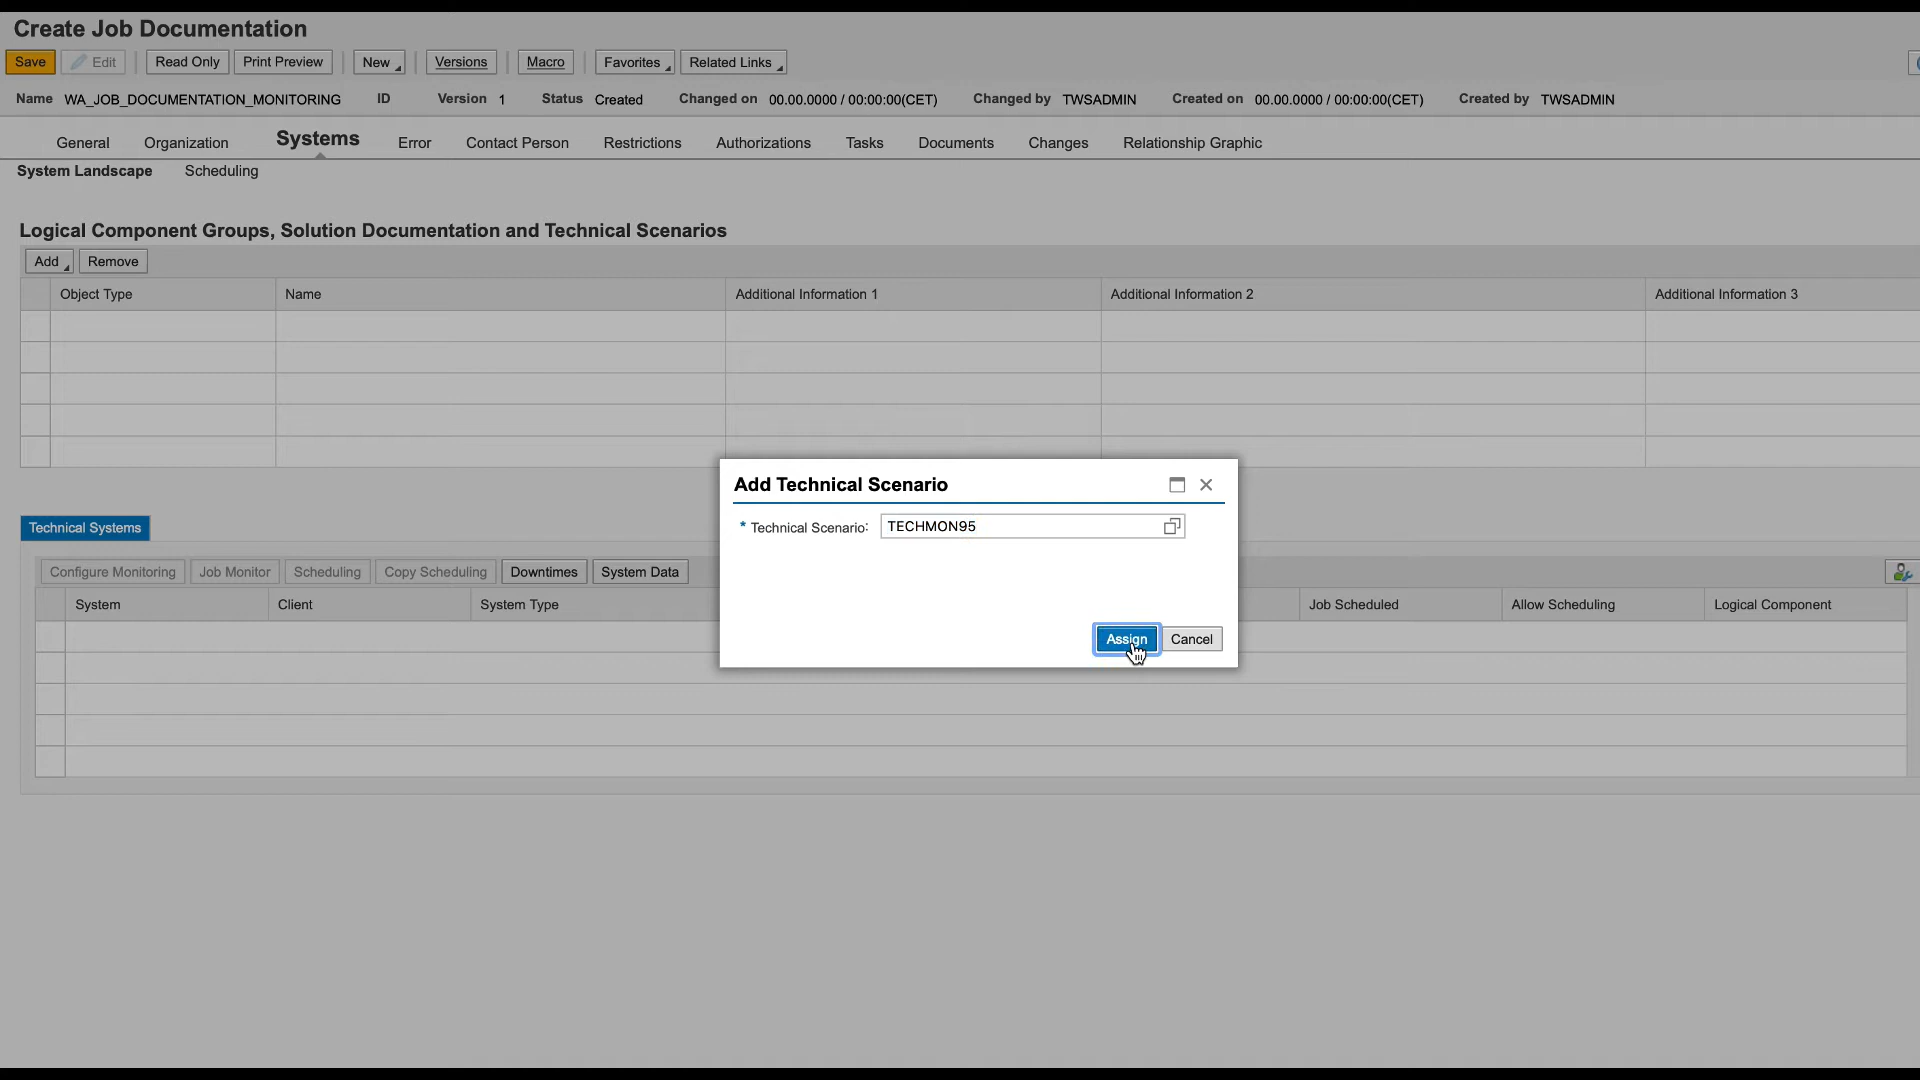 Create Job Documentation
Save Edit Read Only Print Preview New Versions Macro Favorites Related Links
Name WA_JOB_DOCUMENTATION_MONITORING ID Version 1 Status Created Changed on 00.00.0000 / 00:00:00(CET) Changed by TWSADMIN Created on 00.00.0000 / 00:00:00(CET) Created by TWSADMIN
General Organization Systems Error Contact Person Restrictions Authorizations Tasks Documents Changes Relationship Graphic
System Landscape Scheduling
Logical Component Groups, Solution Documentation and Technical Scenarios
Add Remove
Object Type Name Additional Information 1 Additional Information 2 Additional Information 3
Add Technical Scenario
* Technical Scenario: TECHMON95
Assign Cancel
Technical Systems
Configure Monitoring Job Monitor Scheduling Copy Scheduling Downtimes System Data
System Client System Type Job Scheduled Allow Scheduling Logical Component